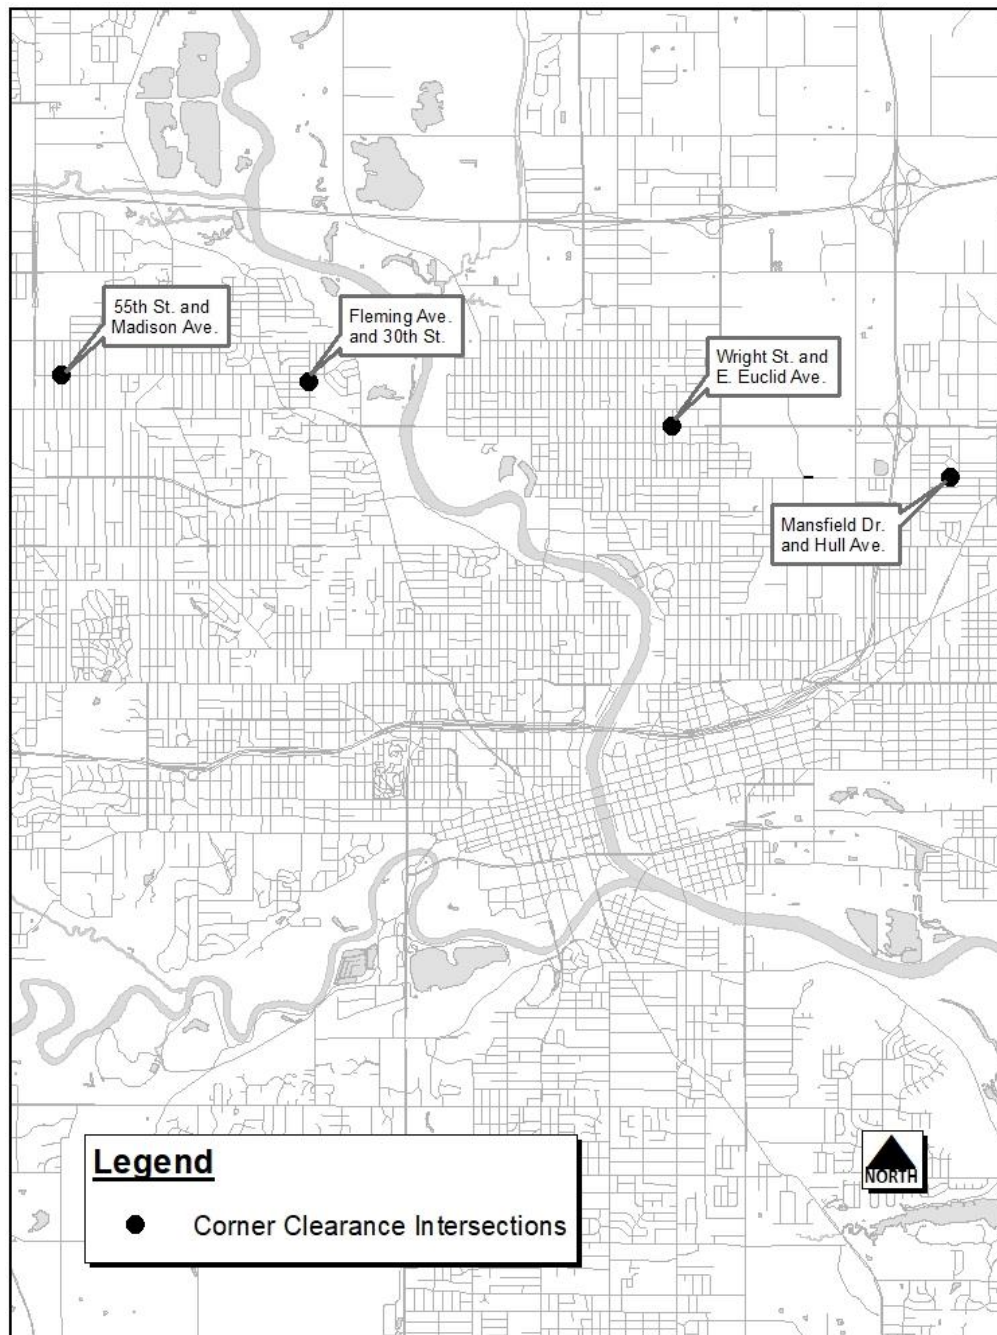 55th St. and
Madison Ave.
Fleming Ave.
and 30th St.
Wright St. and
E. Euclid Ave.
Mansfield Dr.
and Hull Ave.
Legend
Corner Clearance Intersections
NORTH